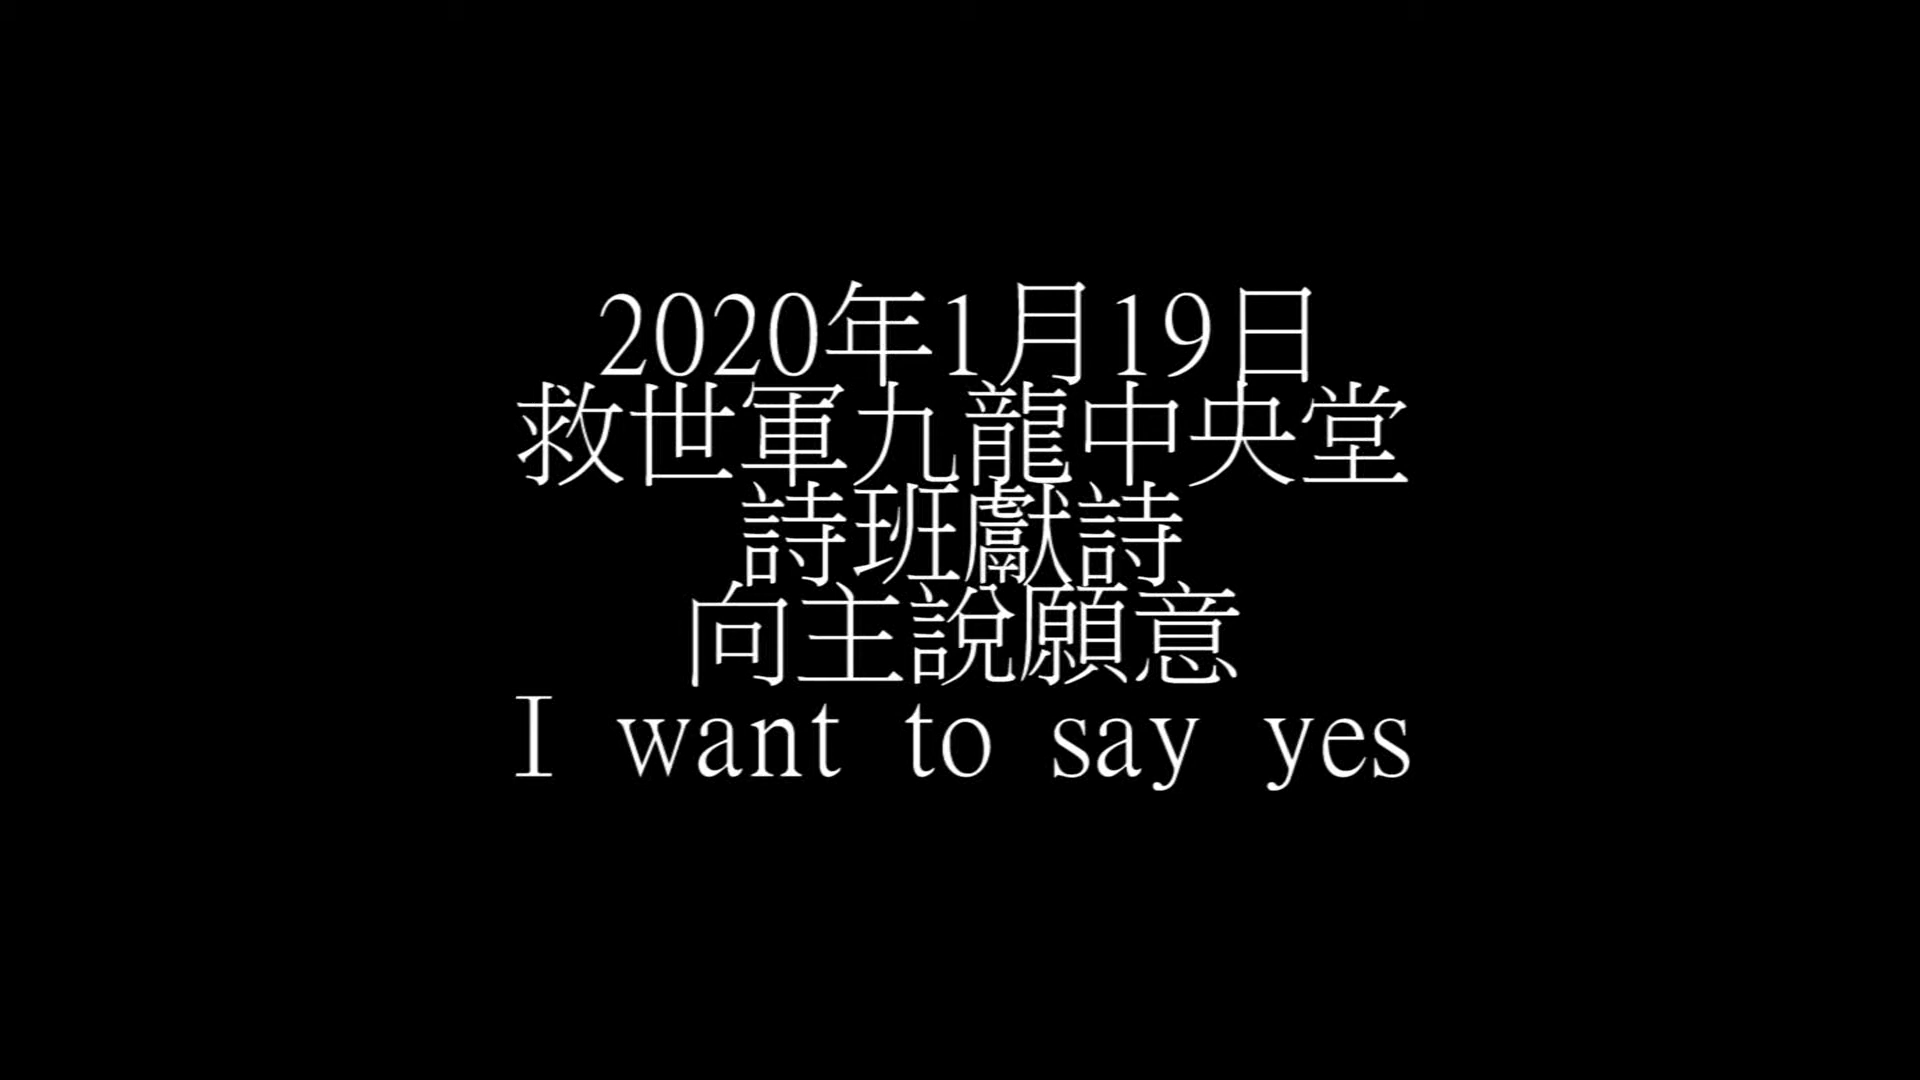 2020年1月19日
救世軍九龍中央堂
詩班獻詩
向主說願意
I want to say yes